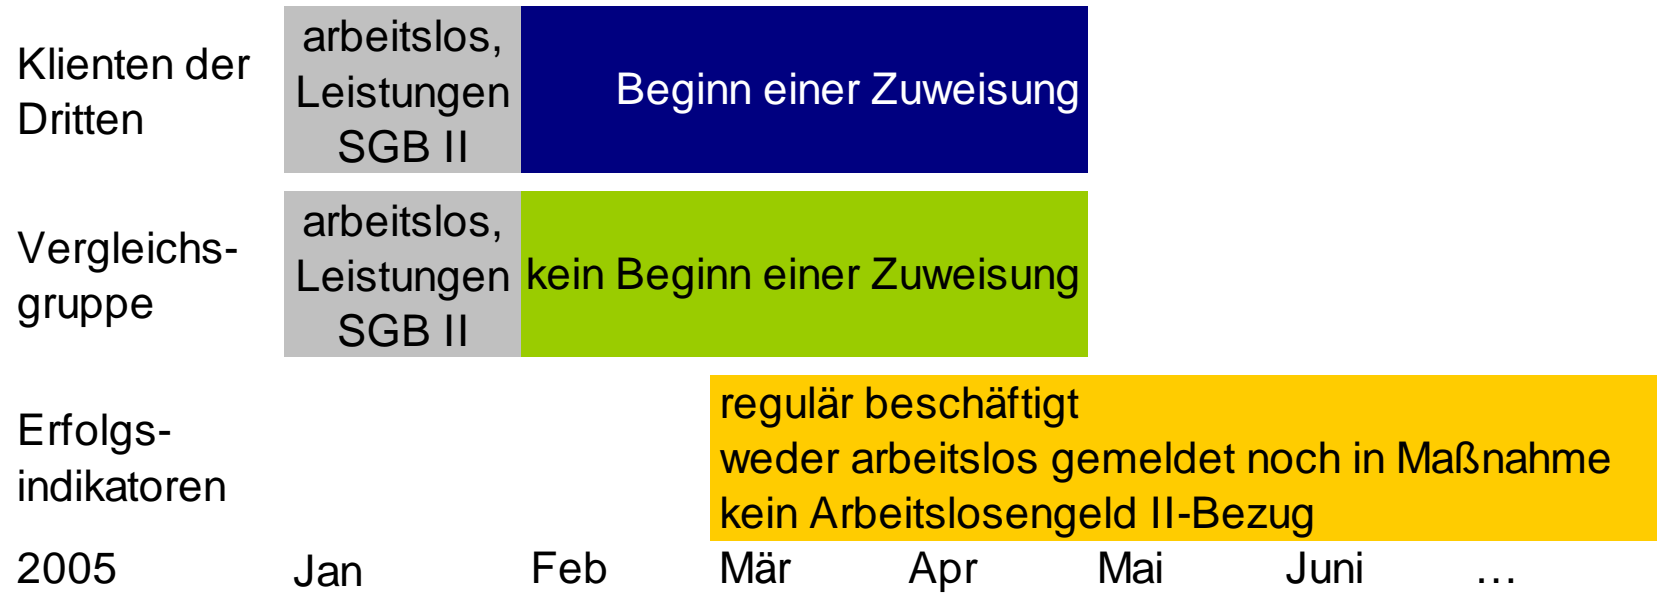 Klienten der
Dritten
arbeitslos,
Leistungen
SGB II
Beginn einer Zuweisung
Vergleichs-
gruppe
arbeitslos,
Leistungen
SGB II
kein Beginn einer Zuweisung
Erfolgs-
indikatoren
regulär beschäftigt
weder arbeitslos gemeldet noch in Maßnahme
kein Arbeitslosengeld II-Bezug
2005 Jan Feb Mär Apr Mai Juni …